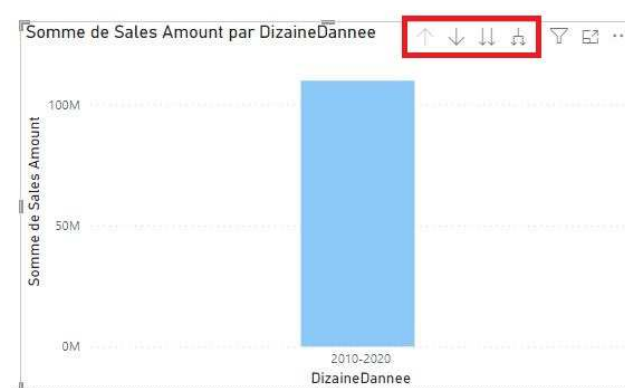 Somme de Sales Amount par DizaineDannee
100M
50M
0M
Somme de Sales Amount
2010-2020
DizaineDannee